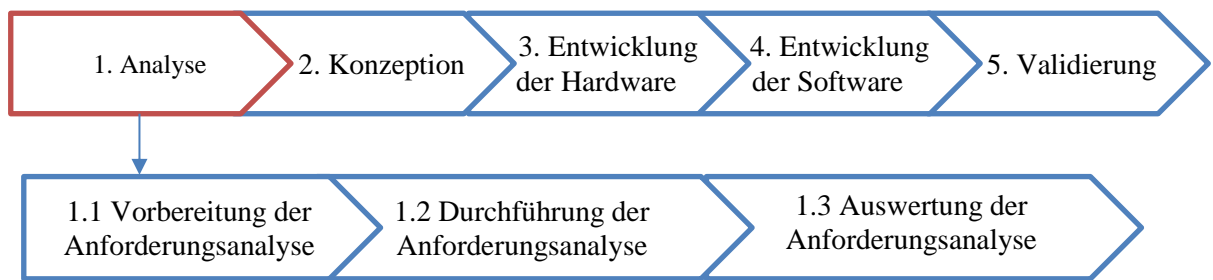 1. Analyse
2. Konzeption
3. Entwicklung
der Hardware
4. Entwicklung
der Software
5. Validierung
1.1 Vorbereitung der
Anforderungsanalyse
1.2 Durchführung der
Anforderungsanalyse
1.3 Auswertung der
Anforderungsanalyse